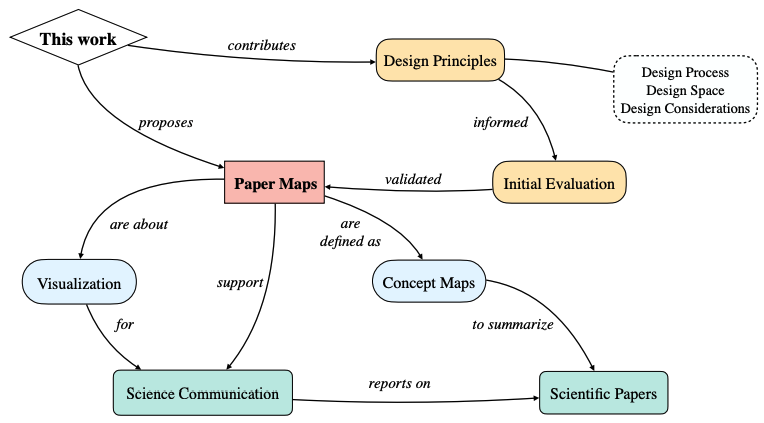 This work
contributes
Design Principles
Design Process
Design Space
Design Considerations
proposes
informed
Paper Maps
validated
Initial Evaluation
are about
are
defined as
Visualization
support
Concept Maps
for
to summarize
Science Communication
reports on
Scientific Papers